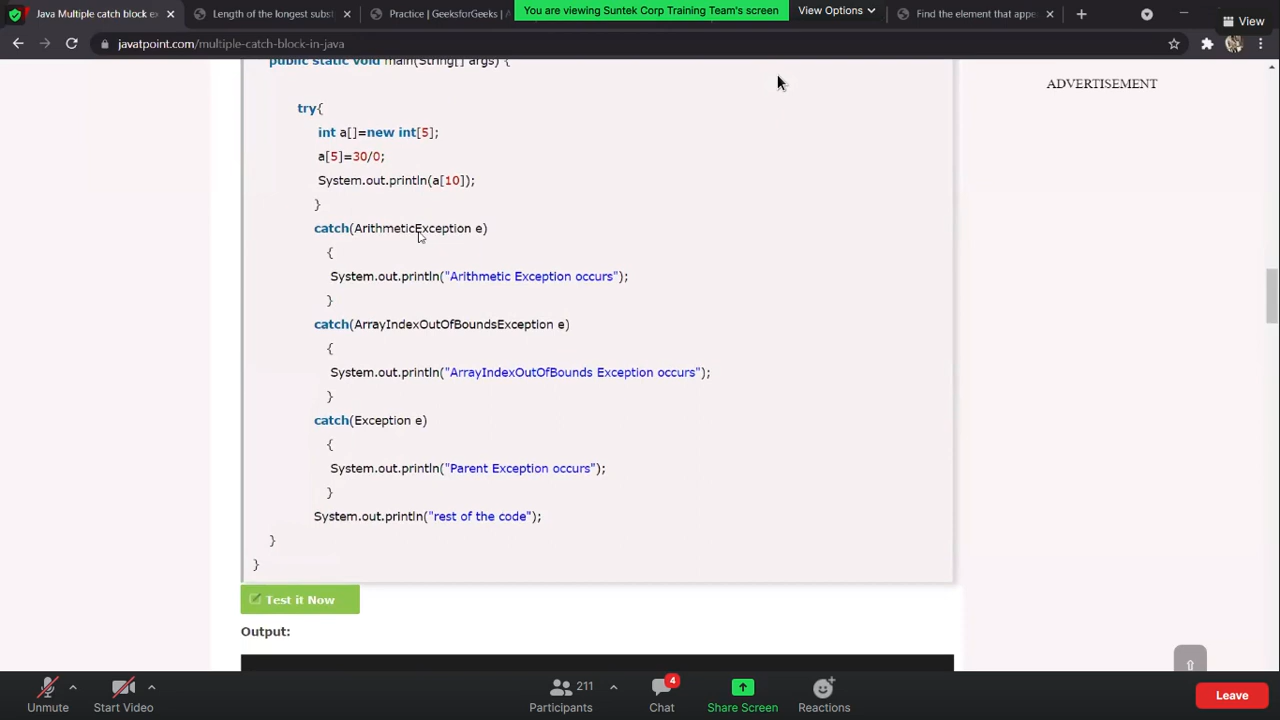 Java Multiple catch block ex
Length of the longest subst
Practice | GeeksforGeeks |
You are viewing Suntek Corp Training Team's screen
View Options
Find the element that appe
View
javatpoint.com/multiple-catch-block-in-java
public static void main(String[] args) {
ADVERTISEMENT
try{
int a[]=new int[5];
a[5]=30/0;
System.out.println(a[10]);
}
catch(ArithmeticException e)
{
System.out.println("Arithmetic Exception occurs");
}
catch(ArrayIndexOutOfBoundsException e)
{
System.out.println("ArrayIndexOutOfBounds Exception occurs");
}
catch(Exception e)
{
System.out.println("Parent Exception occurs");
}
System.out.println("rest of the code");
}
}
Test it Now
Output:
Unmute
Start Video
211
Participants
4
Chat
Share Screen
Reactions
Leave